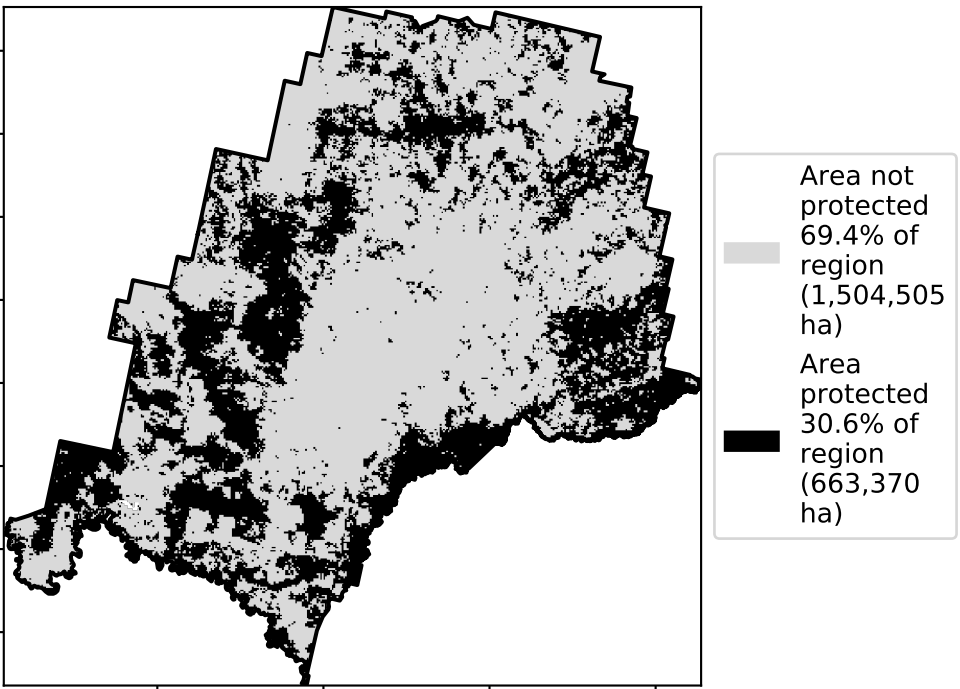 Area not
protected
69.4% of
region
(1,504,505
ha)
Area
protected
30.6% of
region
(663,370
ha)